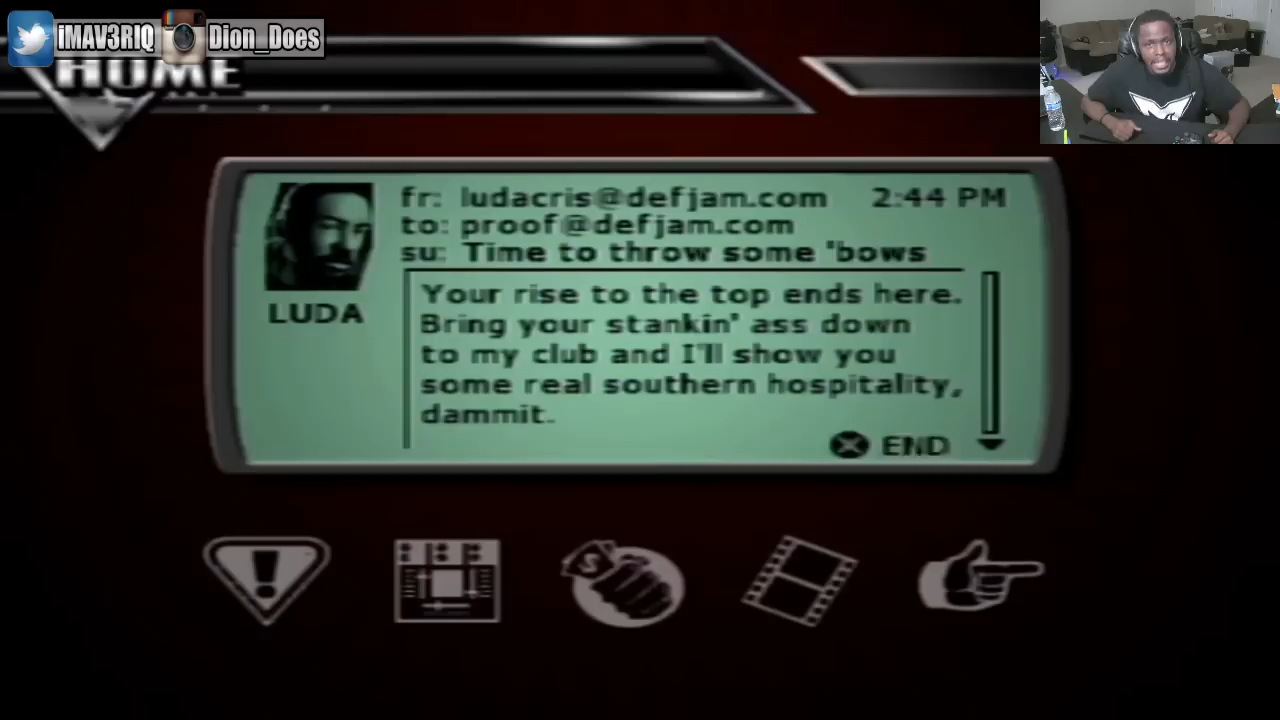 iMAV3RIQ Dion_Does
HOME
fr: ludacris@defjam.com 2:44 PM
to: proof@defjam.com
su: Time to throw some 'bows
LUDA
Your rise to the top ends here.
Bring your stankin' ass down
to my club and I'll show you
some real southern hospitality,
dammit.
END
S